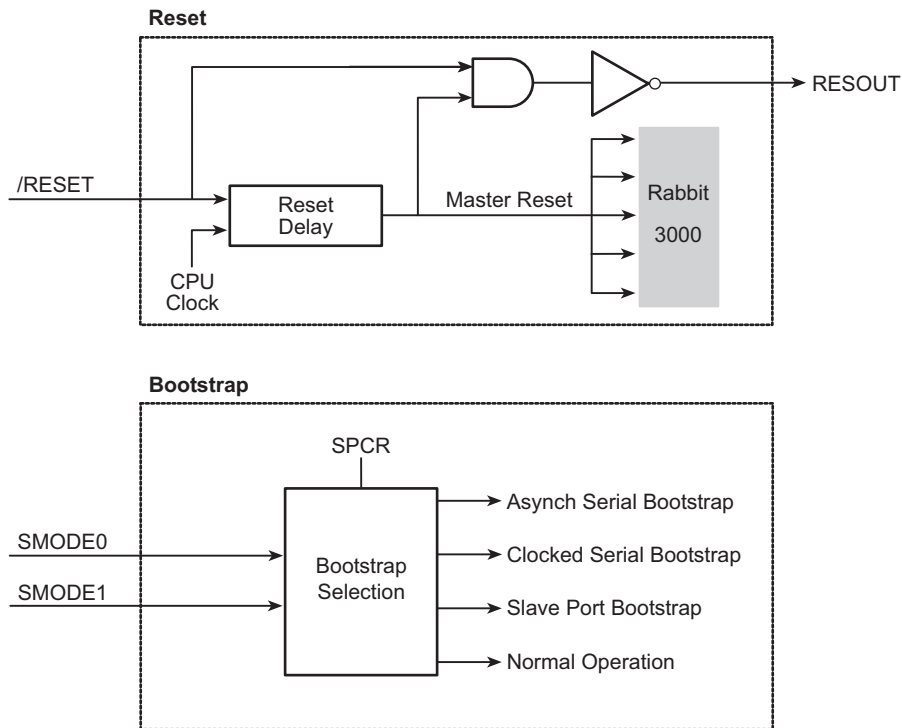 Reset
RESOUT
/RESET
Reset
Delay
Master Reset
Rabbit
3000
CPU
Clock
Bootstrap
SPCR
SMODE0
SMODE1
Bootstrap
Selection
Asynch Serial Bootstrap
Clocked Serial Bootstrap
Slave Port Bootstrap
Normal Operation